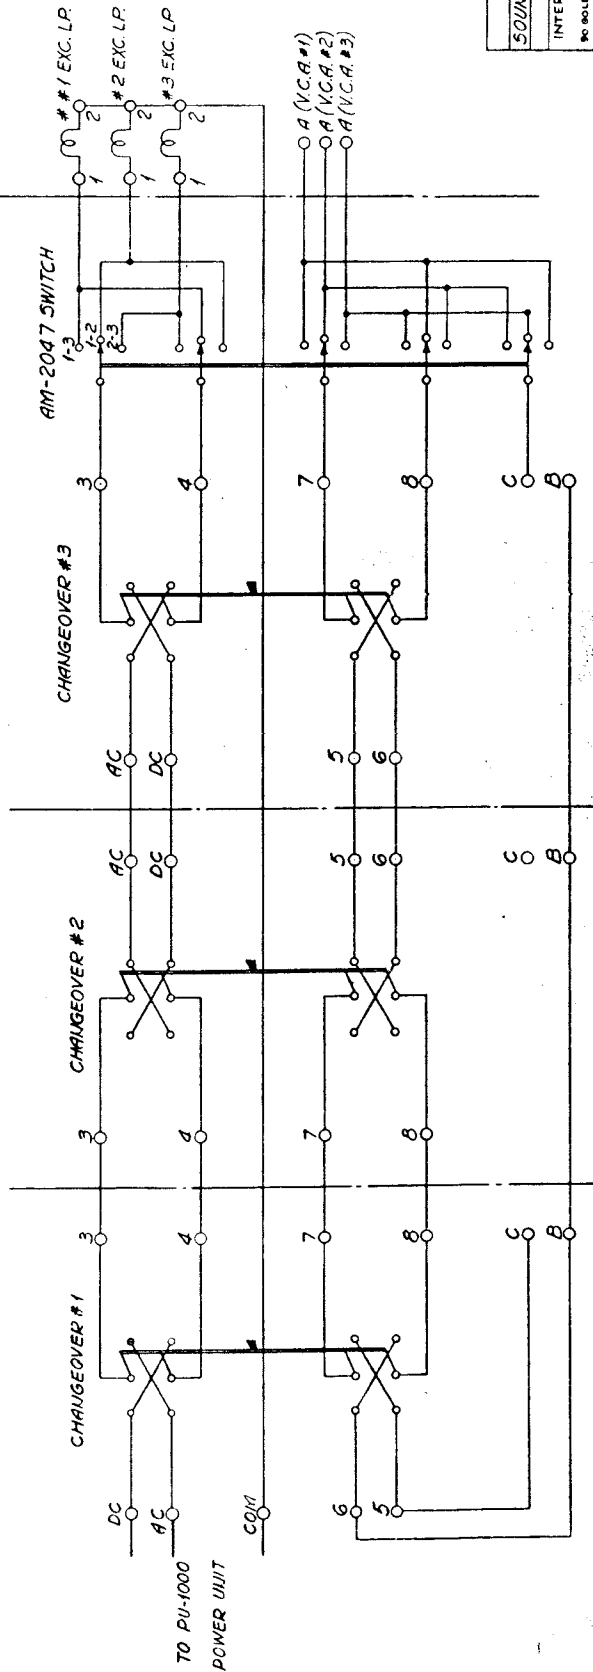 SOUN
INTER
90 GOL
# #1 EXC. LP.
#2 EXC. LP.
#3 EXC. LP.
1 2
1 2
1 2
A (V.C.A. #1)
A (V.C.A. #2)
A (V.C.A. #3)
AM-2047 SWITCH
1-3
1-2
2-3
CHANGEOVER #3
3
4
7
8
C
B
AC
DC
5
6
CHANGEOVER #2
AC
DC
5
6
C
B
3
4
7
8
CHANGEOVER #1
3
4
7
8
C
B
DC
AC
COM
6
5
TO PU-1000
POWER UNIT